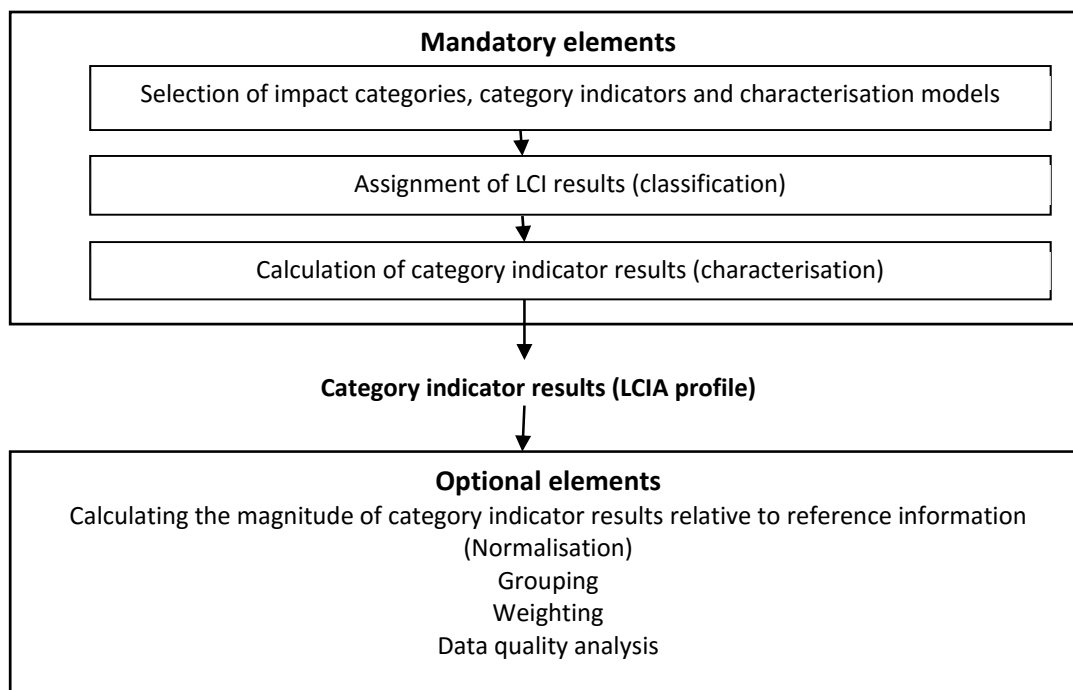 Mandatory elements
Selection of impact categories, category indicators and characterisation models
Assignment of LCI results (classification)
Calculation of category indicator results (characterisation)
Category indicator results (LCIA profile)
Optional elements
Calculating the magnitude of category indicator results relative to reference information
(Normalisation)
Grouping
Weighting
Data quality analysis